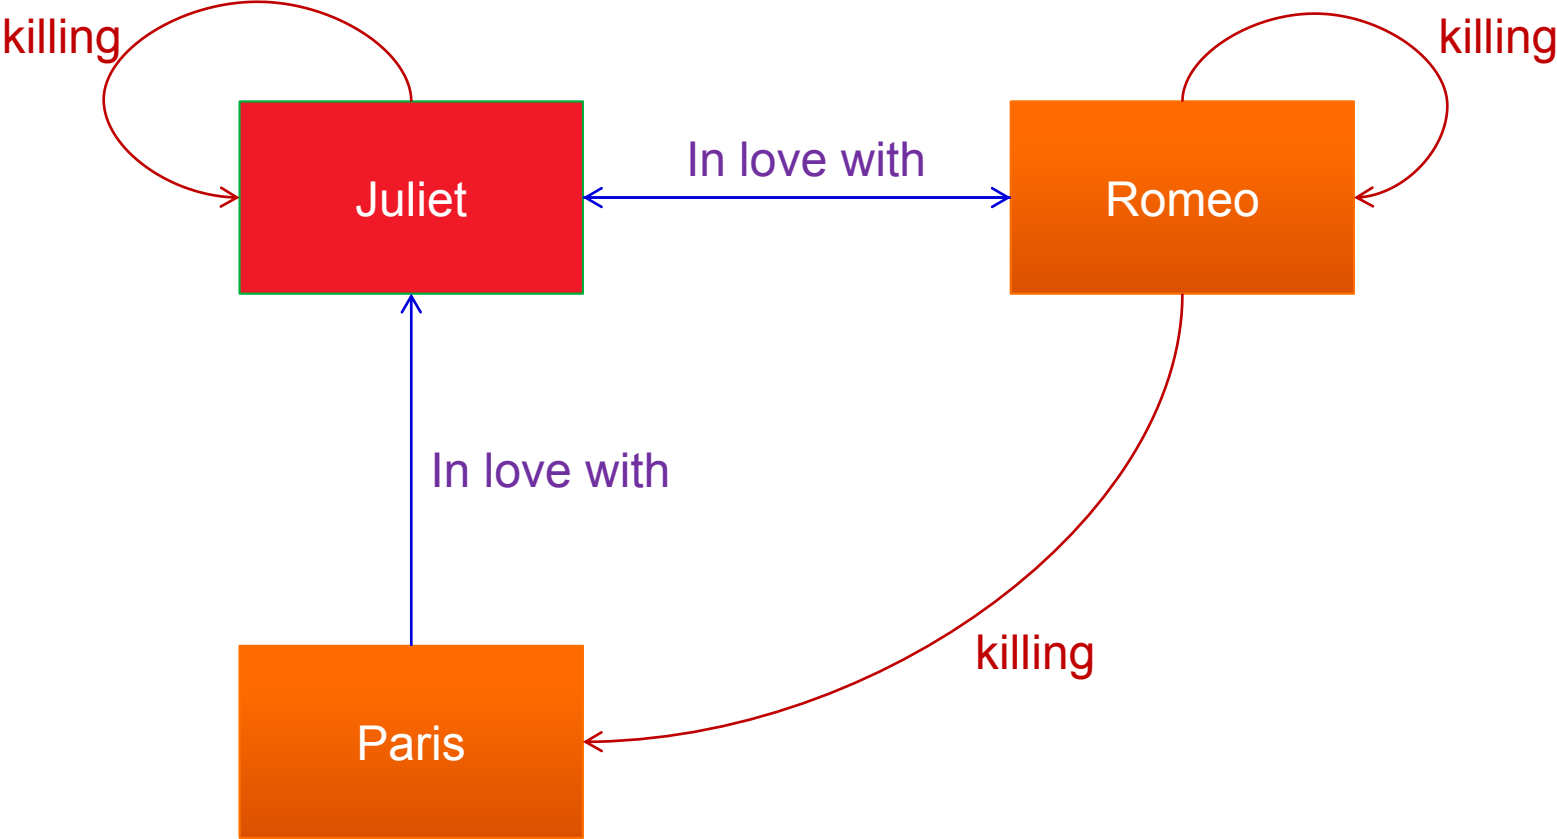 killing
killing
In love with
Juliet
Romeo
In love with
killing
Paris